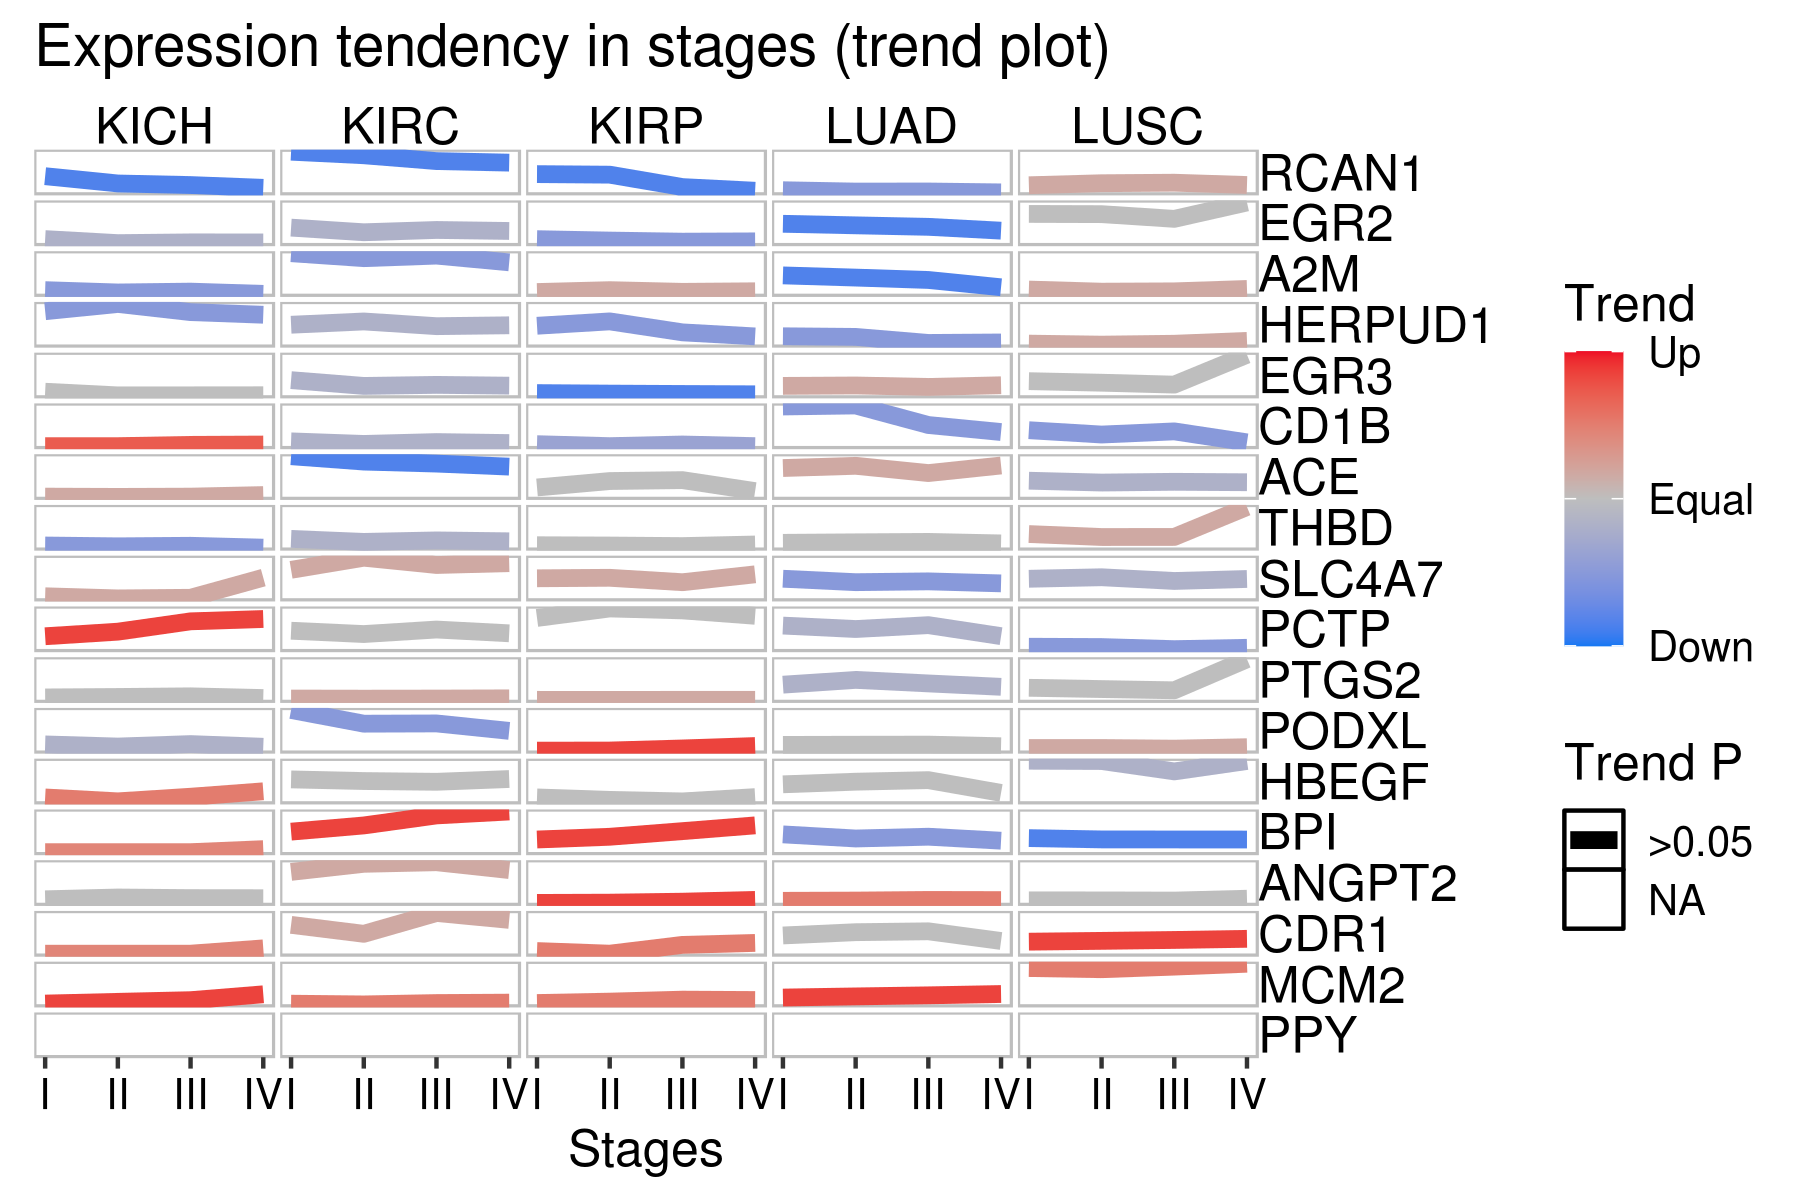 Expression tendency in stages (trend plot)
KICH KIRC KIRP LUAD LUSC
RCAN1
EGR2
A2M
HERPUD1
EGR3
CD1B
ACE
THBD
SLC4A7
PCTP
PTGS2
PODXL
HBEGF
BPI
ANGPT2
CDR1
MCM2
PPY
I II III IV I II III IV I II III IV I II III IV I II III IV
Stages
Trend
Up
Equal
Down
Trend P
>0.05
NA